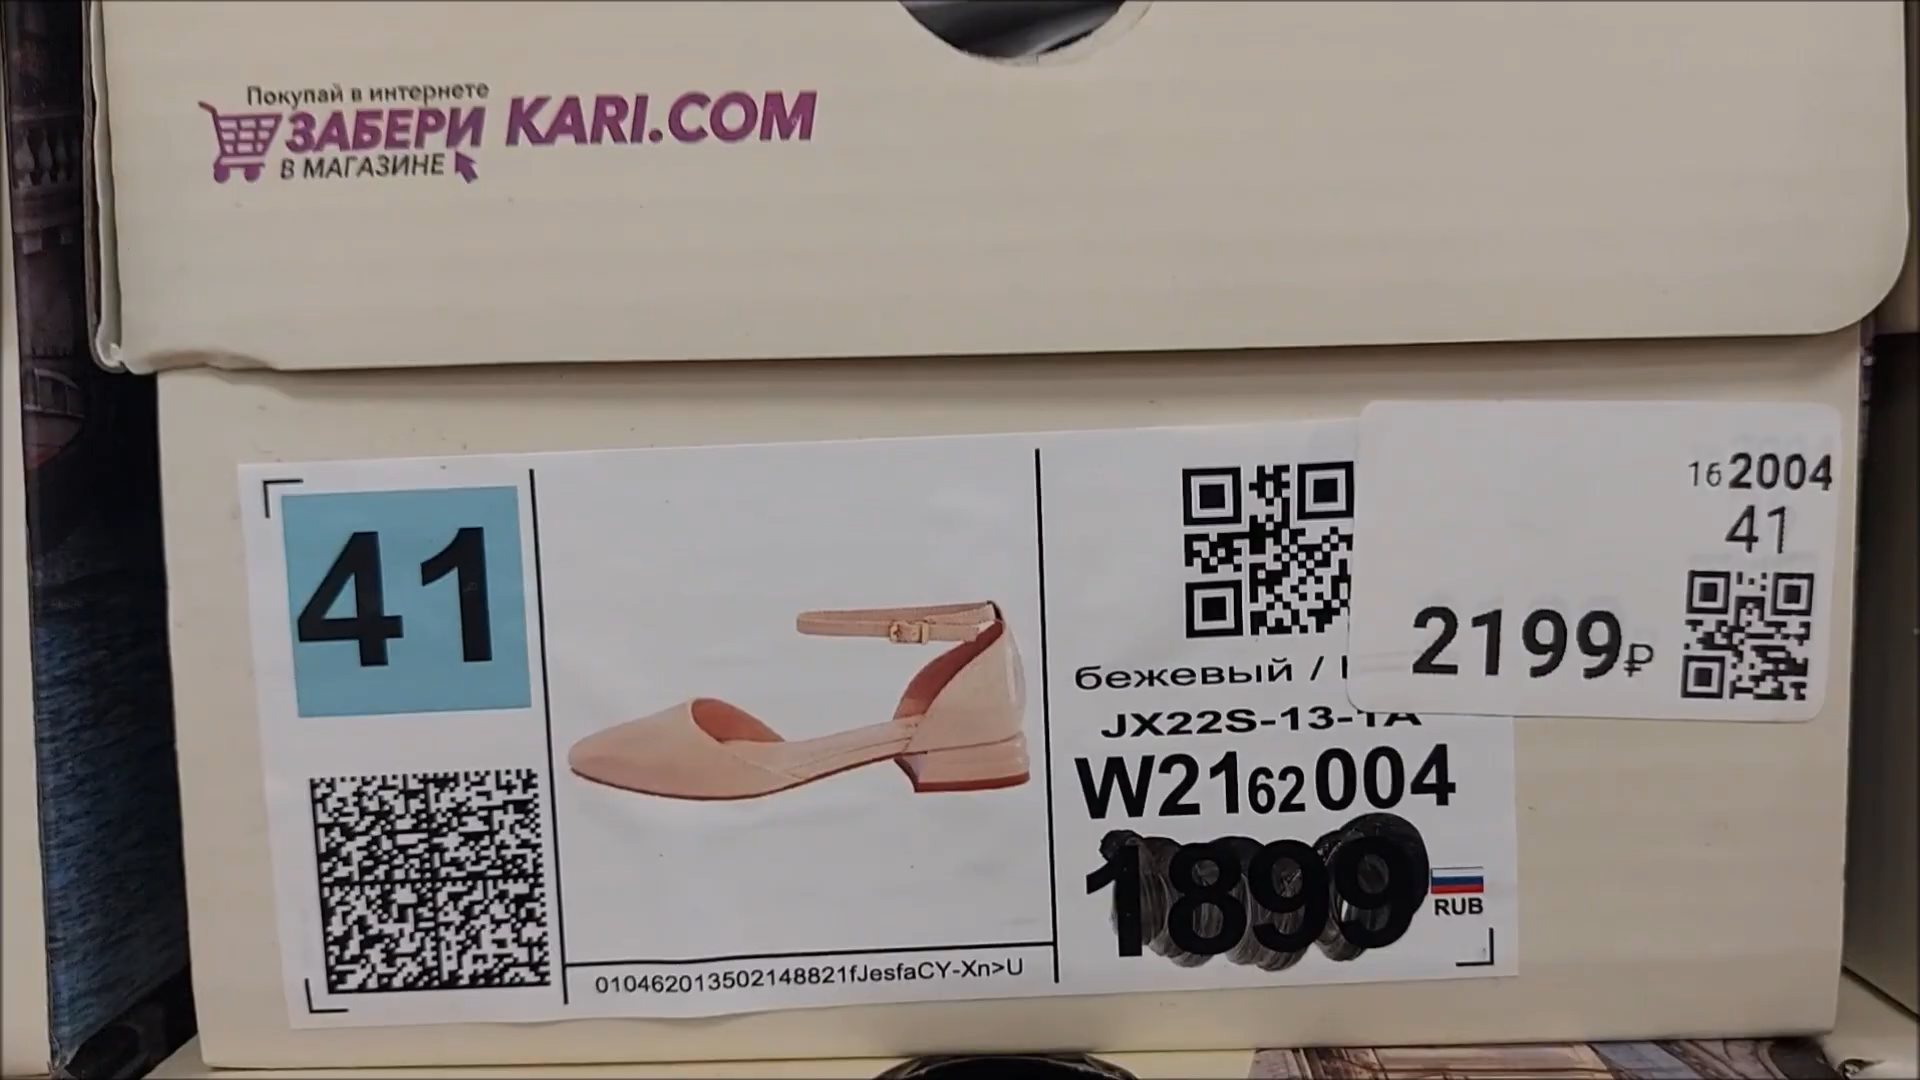 Покупай в интернете
ЗАБЕРИ
В МАГАЗИНЕ
KARI.COM
41
010462013502148821fJesfaCY-Xn>U
бежевый /
JX22S-13-1A
W2162004
1899
RUB
162004
41
2199₽